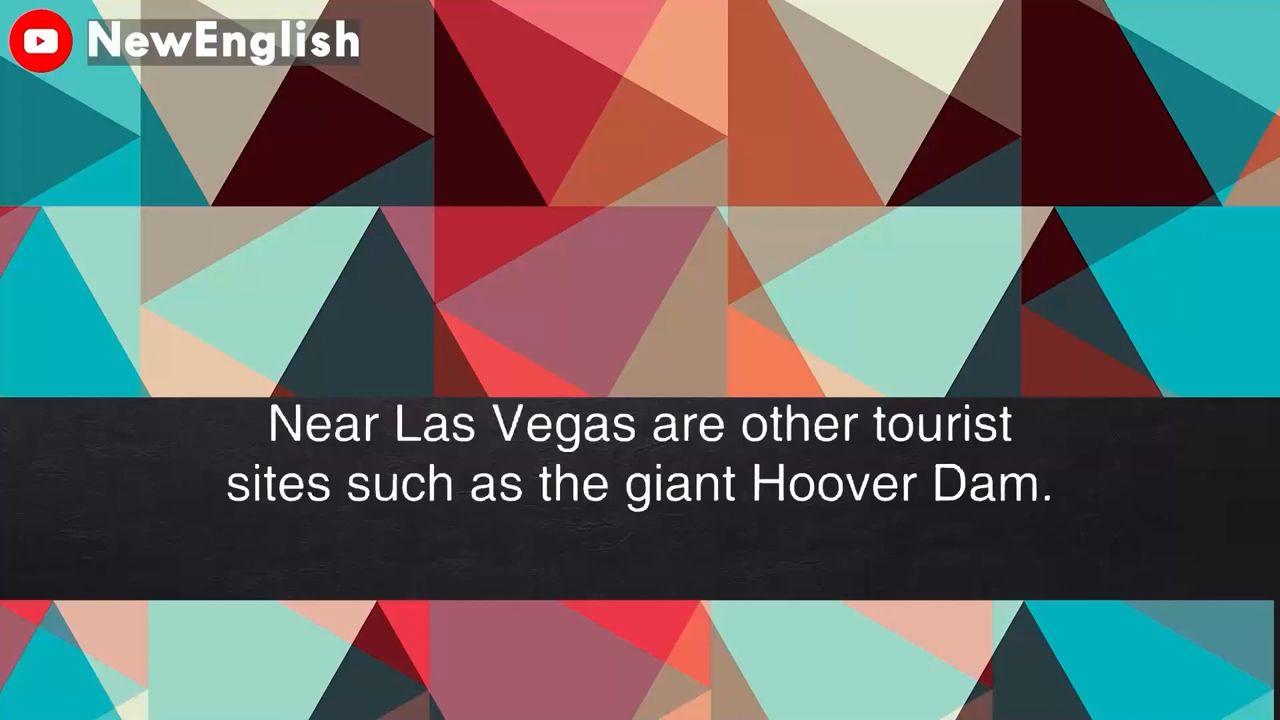 NewEnglish
Near Las Vegas are other tourist
sites such as the giant Hoover Dam.